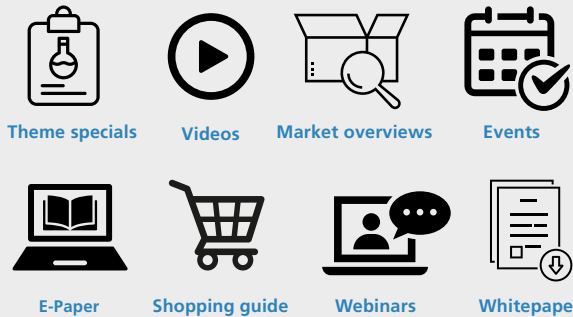 Theme specials
Videos
Market overviews
Events
E-Paper
Shopping guide
Webinars
Whitepape